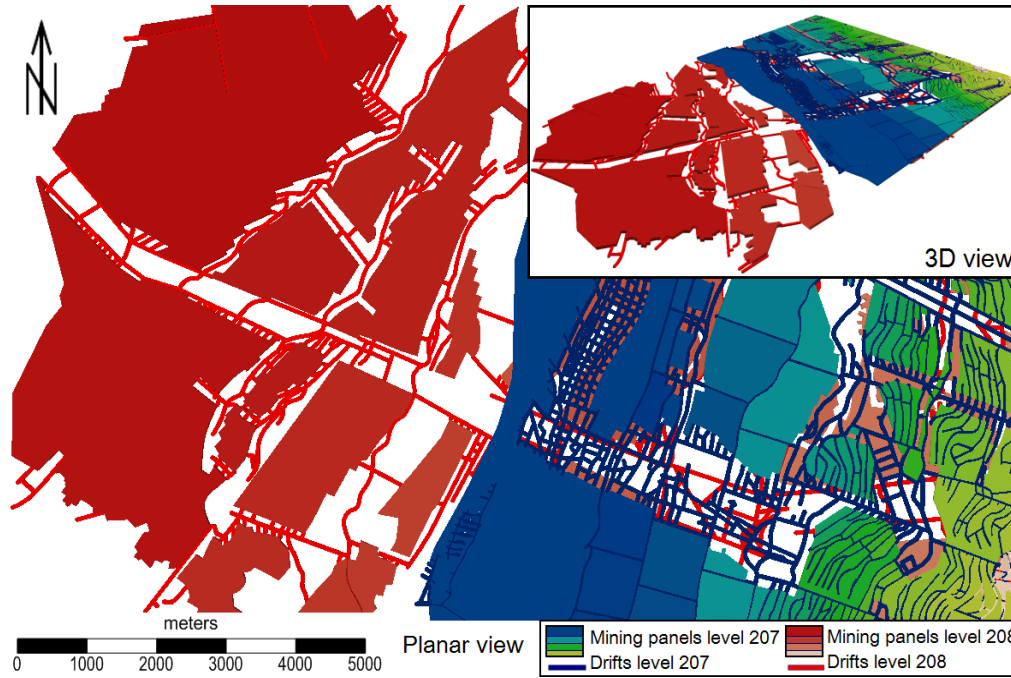 N
3D view
meters
0 1000 2000 3000 4000 5000
Planar view
Mining panels level 207
Drifts level 207
Mining panels level 208
Drifts level 208